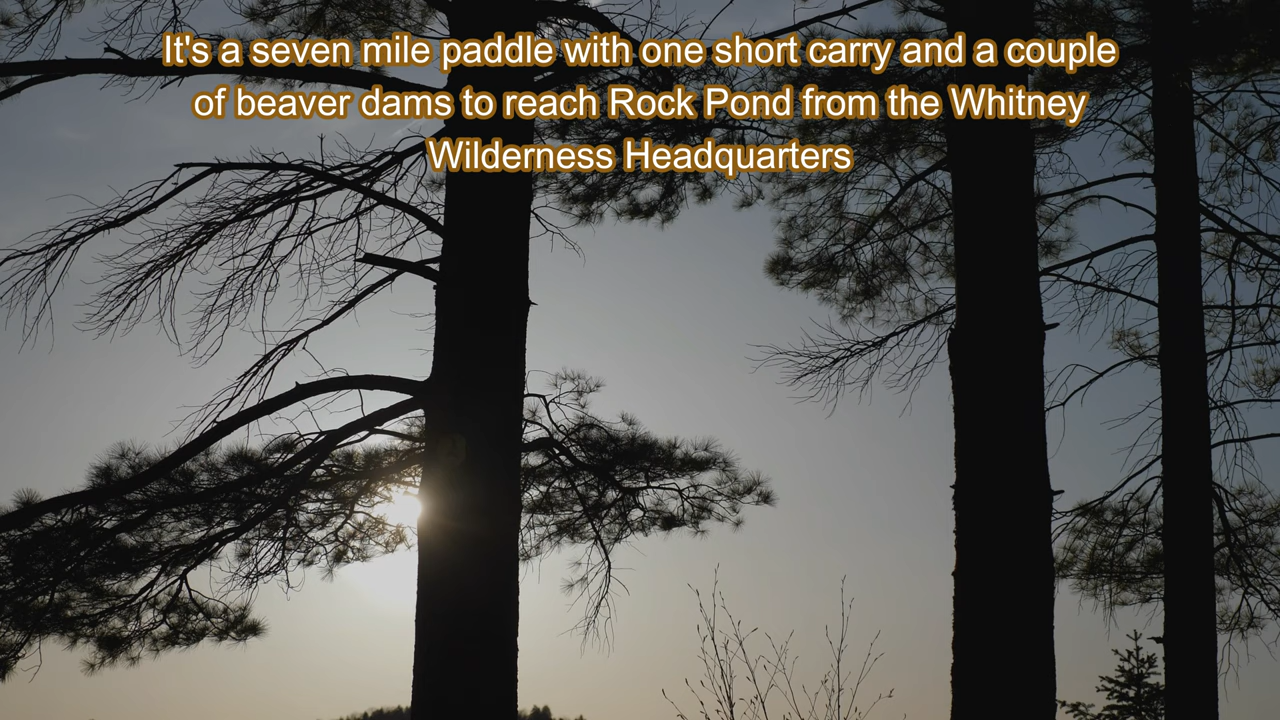 It's a seven mile paddle with one short carry and a couple
of beaver dams to reach Rock Pond from the Whitney
Wilderness Headquarters